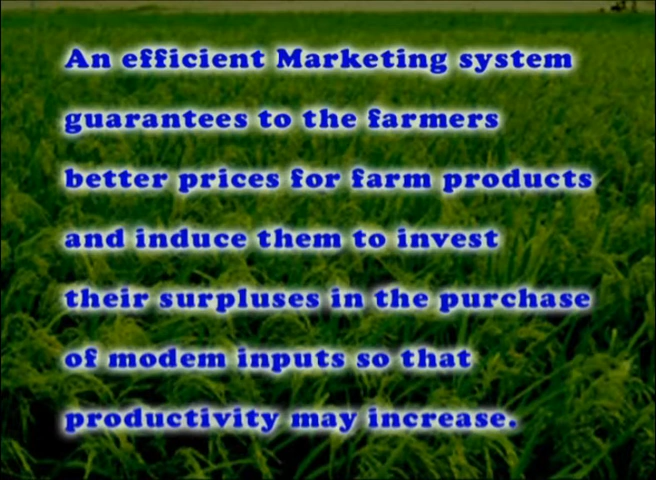 An efficient Marketing system
guarantees to the farmers
better prices for farm products
and induce them to invest
their surpluses in the purchase
of modem inputs so that
productivity may increase.